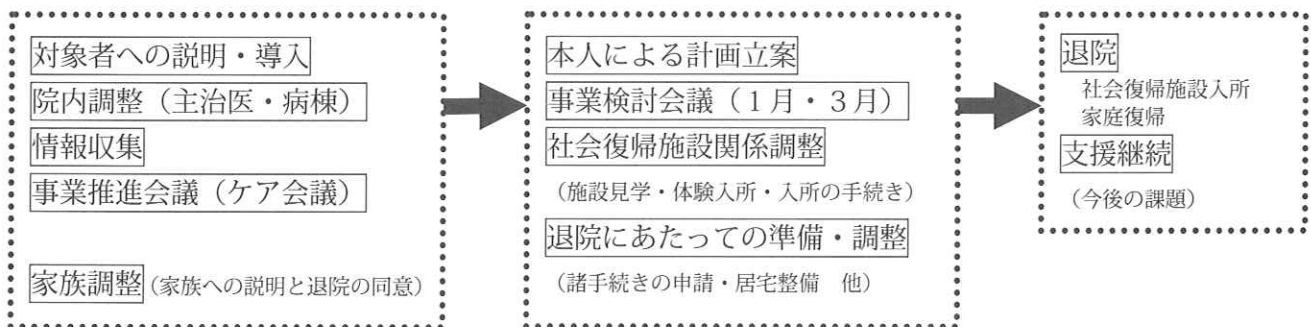 対象者への説明・導入
院内調整（主治医・病棟）
情報収集
事業推進会議（ケア会議）
家族調整（家族への説明と退院の同意）
本人による計画立案
事業検討会議（１月・３月）
社会復帰施設関係調整
（施設見学・体験入所・入所の手続き）
退院にあたっての準備・調整
（諸手続きの申請・居宅整備　他）
退院
社会復帰施設入所
家庭復帰
支援継続
（今後の課題）